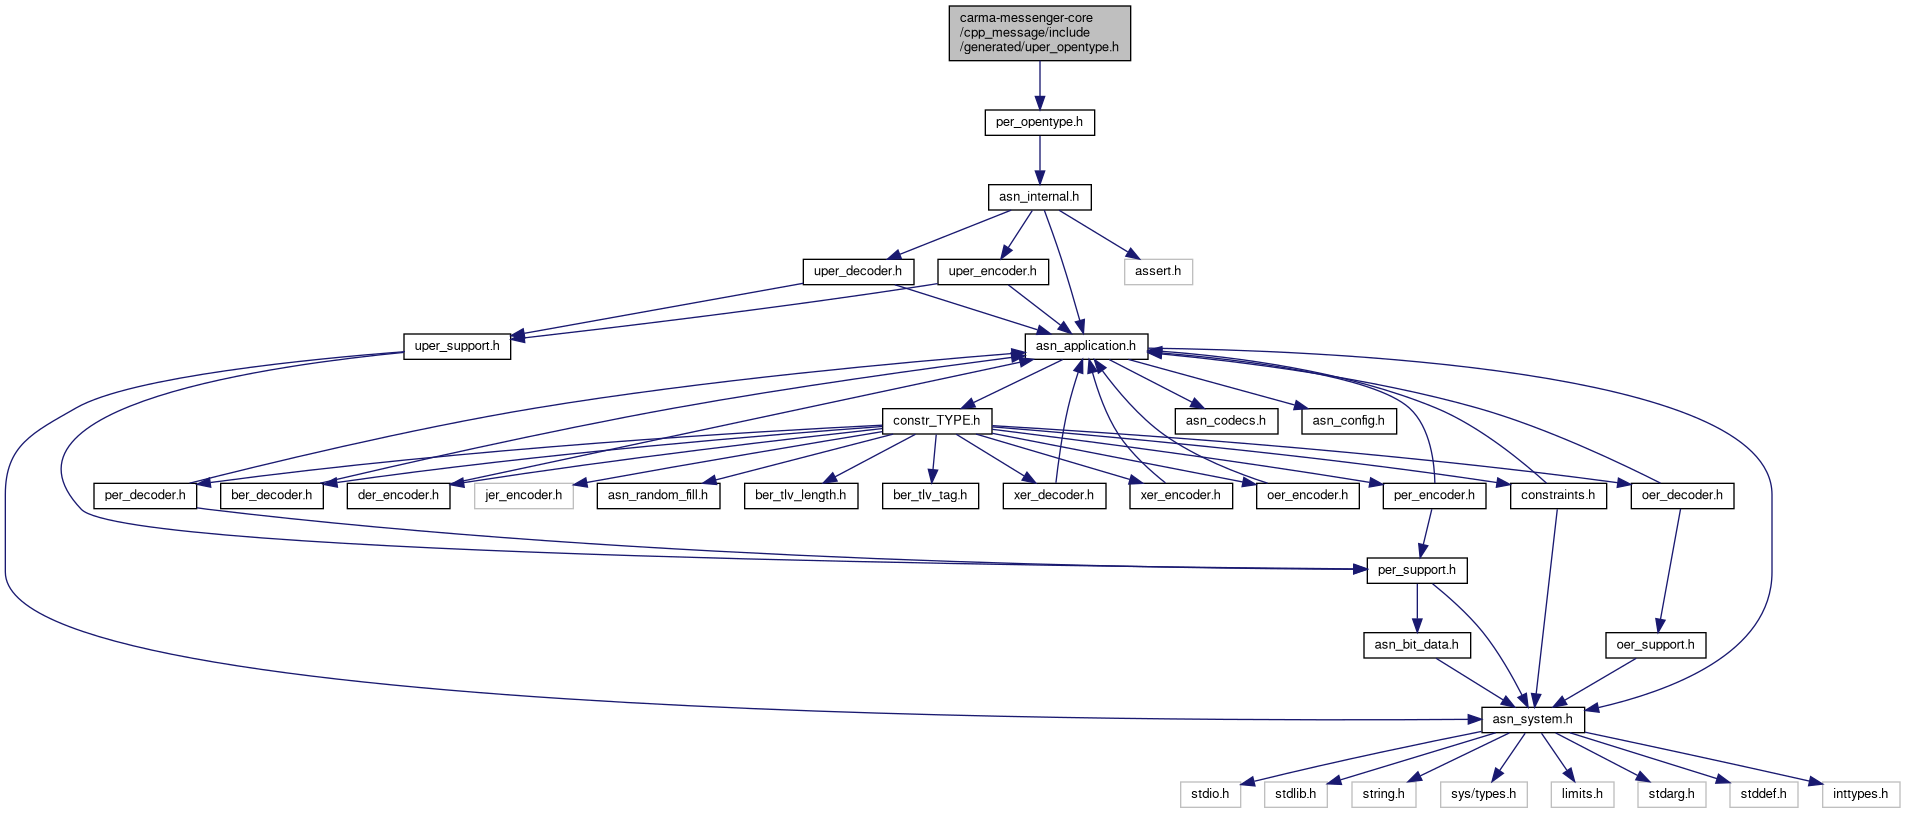 carma-messenger-core
/cpp_message/include
/generated/uper_opentype.h
per_opentype.h
asn_internal.h
uper_decoder.h
uper_encoder.h
assert.h
uper_support.h
asn_application.h
constr_TYPE.h
asn_codecs.h
asn_config.h
per_decoder.h
ber_decoder.h
der_encoder.h
jer_encoder.h
asn_random_fill.h
ber_tlv_length.h
ber_tlv_tag.h
xer_decoder.h
xer_encoder.h
oer_encoder.h
per_encoder.h
constraints.h
oer_decoder.h
per_support.h
asn_bit_data.h
oer_support.h
asn_system.h
stdio.h
stdlib.h
string.h
sys/types.h
limits.h
stdarg.h
stddef.h
inttypes.h